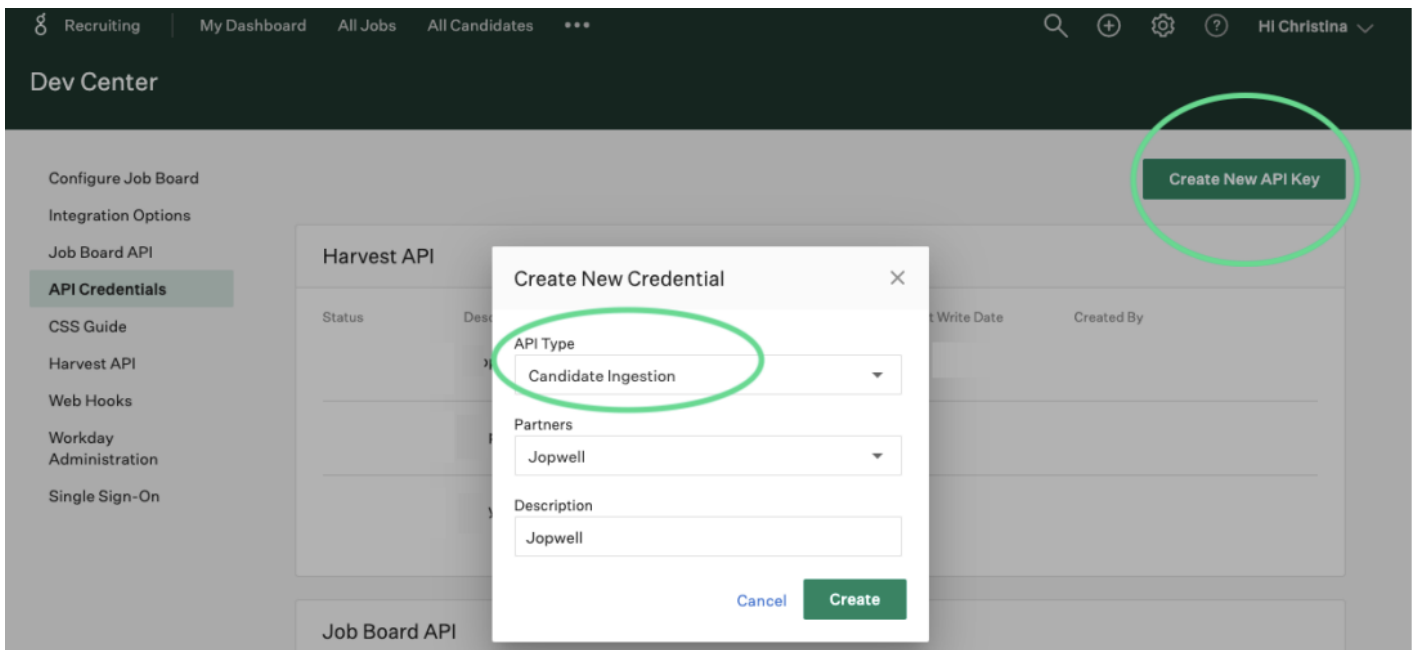 Recruiting My Dashboard All Jobs All Candidates ••• Hi Christina
Dev Center
Configure Job Board
Integration Options
Job Board API
API Credentials
CSS Guide
Harvest API
Web Hooks
Workday
Administration
Single Sign-On
Create New API Key
Harvest API
Status Write Date Created By
Create New Credential
API Type
Candidate Ingestion
Partners
Jopwell
Description
Jopwell
Cancel Create
Job Board API